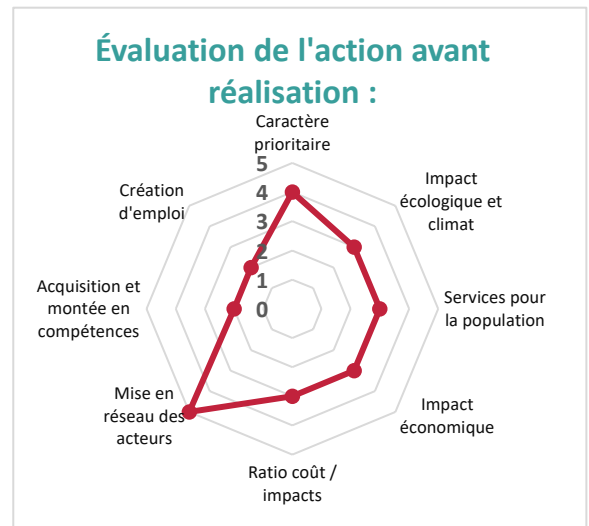 Évaluation de l'action avant
réalisation :
Caractère
prioritaire
Impact
écologique et
climat
Services pour
la population
Impact
économique
Ratio coût /
impacts
Mise en
réseau des
acteurs
Acquisition et
montée en
compétences
Création
d'emploi
5
4
3
2
1
0